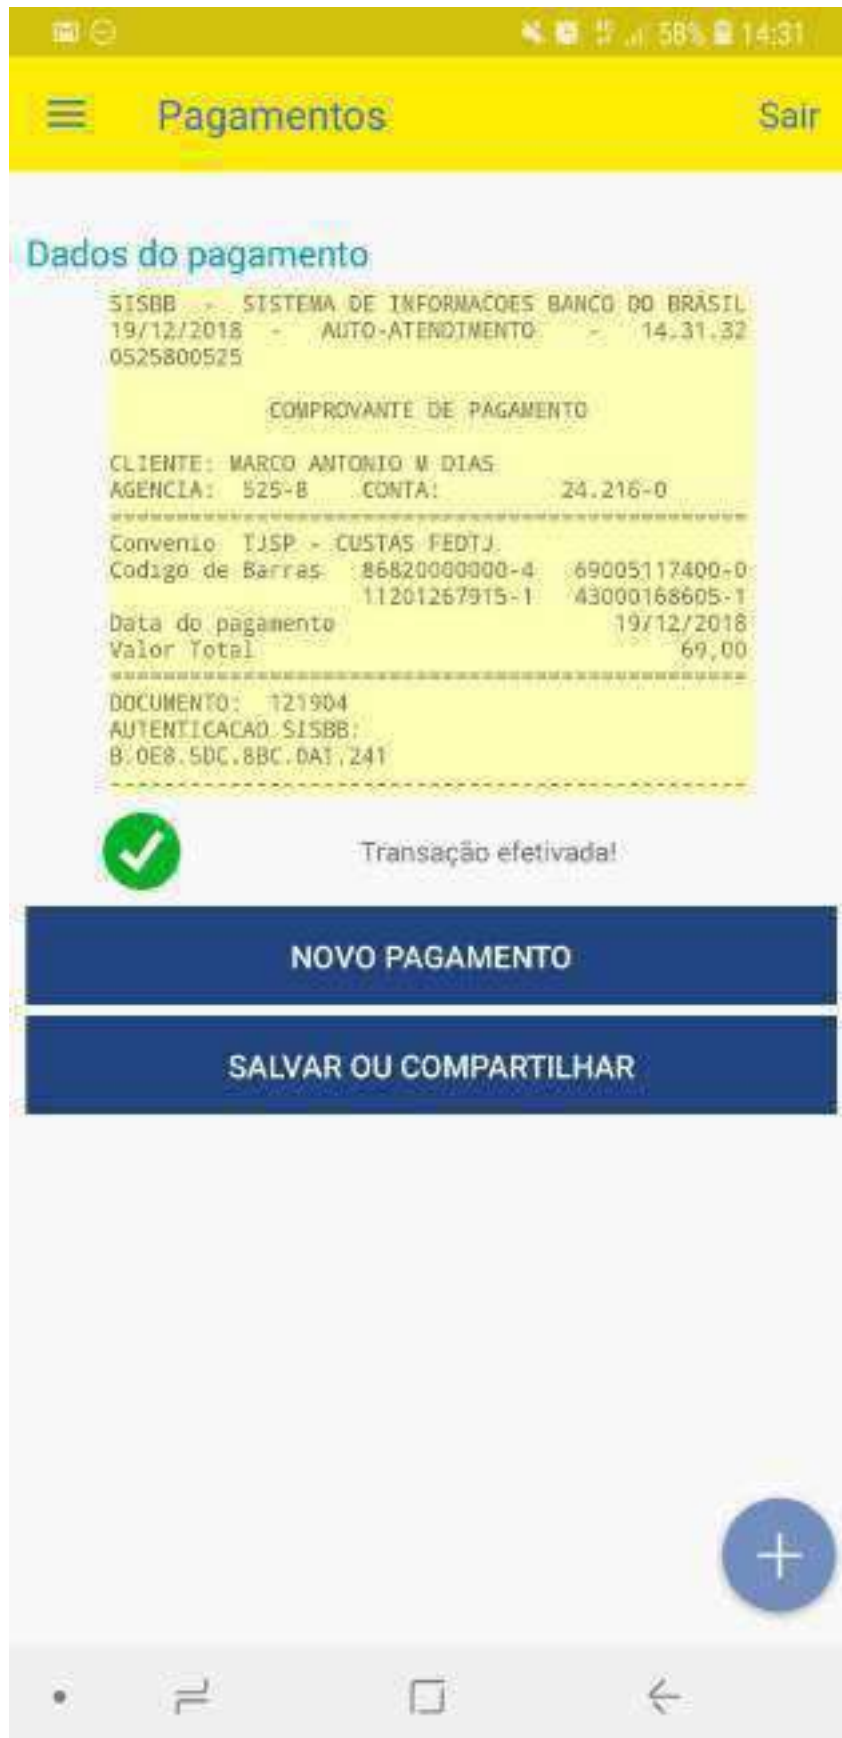 58% 14:31
Pagamentos Sair
Dados do pagamento
SISBB - SISTEMA DE INFORMACOES BANCO DO BRASIL
19/12/2018 - AUTO-ATENDIMENTO - 14.31.32
0525800525
COMPROVANTE DE PAGAMENTO
CLIENTE: MARCO ANTONIO M DIAS
AGENCIA: 525-8 CONTA: 24.216-0
================================================
Convenio TJSP - CUSTAS FEDTJ
Codigo de Barras 86820000000-4 69005117400-0
11201267915-1 43000168605-1
Data do pagamento 19/12/2018
Valor Total 69,00
================================================
DOCUMENTO: 121904
AUTENTICACAO SISBB:
B.0E8.5DC.8BC.DA1.241
------------------------------------------------
Transação efetivada!
NOVO PAGAMENTO
SALVAR OU COMPARTILHAR